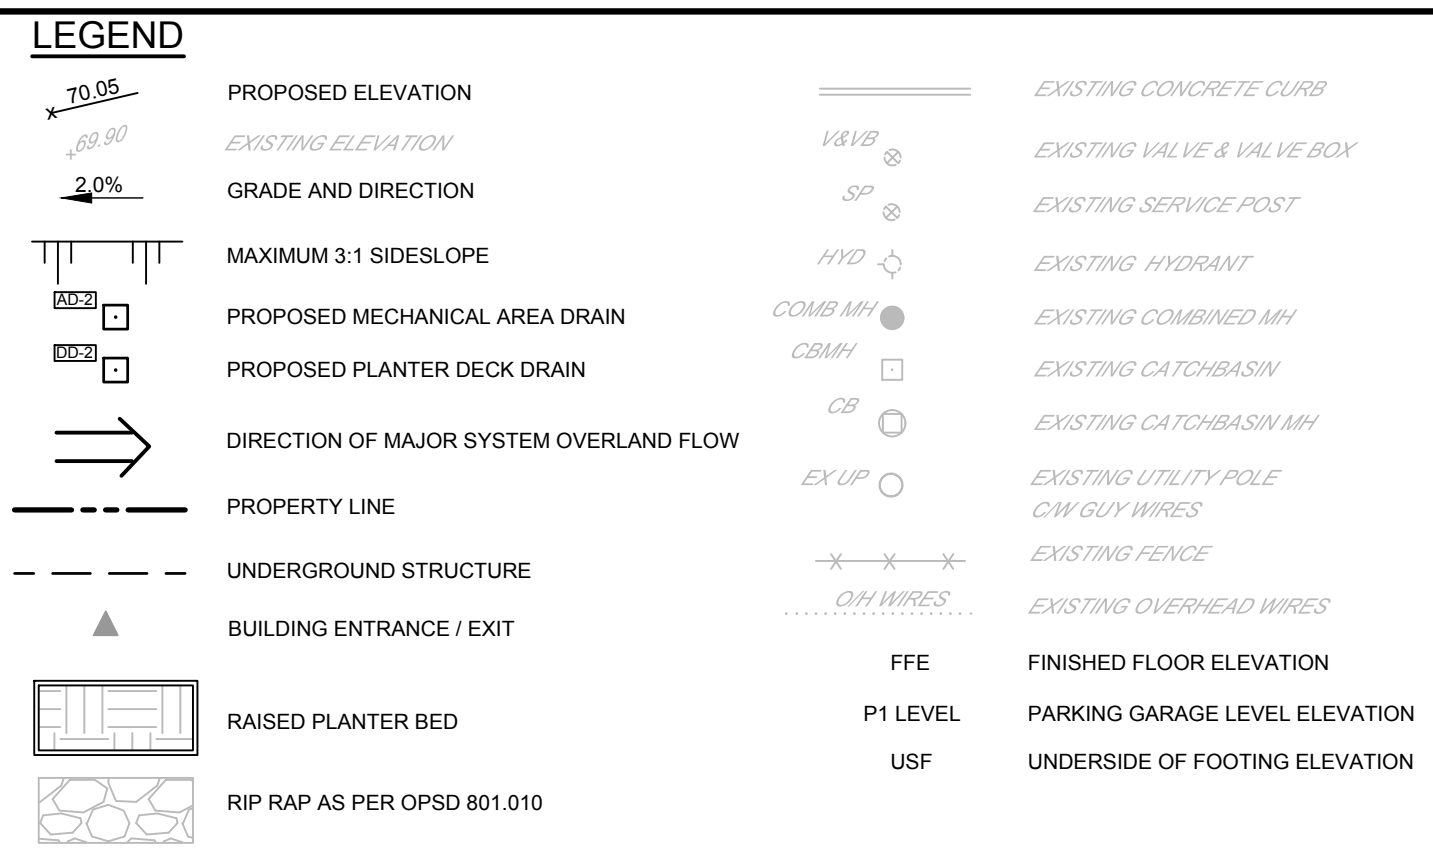 LEGEND
70.05 PROPOSED ELEVATION
69.90 EXISTING ELEVATION
2.0% GRADE AND DIRECTION
MAXIMUM 3:1 SIDESLOPE
AD-2 PROPOSED MECHANICAL AREA DRAIN
DD-2 PROPOSED PLANTER DECK DRAIN
DIRECTION OF MAJOR SYSTEM OVERLAND FLOW
PROPERTY LINE
UNDERGROUND STRUCTURE
BUILDING ENTRANCE / EXIT
RAISED PLANTER BED
RIP RAP AS PER OPSD 801.010
EXISTING CONCRETE CURB
V&VB EXISTING VALVE & VALVE BOX
SP EXISTING SERVICE POST
HYD EXISTING HYDRANT
COMB MH EXISTING COMBINED MH
CBMH EXISTING CATCHBASIN
CB EXISTING CATCHBASIN MH
EX UP EXISTING UTILITY POLE
C/W GUY WIRES
EXISTING FENCE
O/H WIRES EXISTING OVERHEAD WIRES
FFE FINISHED FLOOR ELEVATION
P1 LEVEL PARKING GARAGE LEVEL ELEVATION
USF UNDERSIDE OF FOOTING ELEVATION